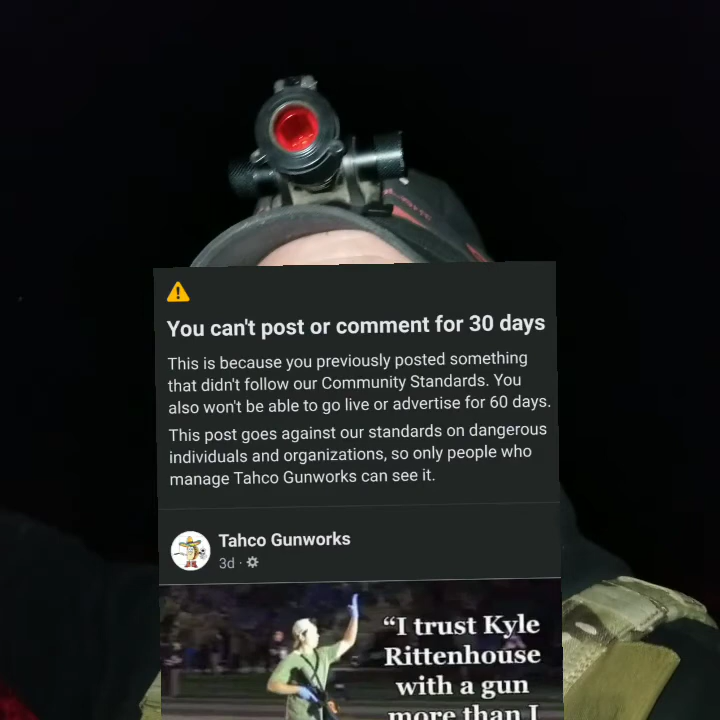 You can't post or comment for 30 days
This is because you previously posted something
that didn't follow our Community Standards. You
also won't be able to go live or advertise for 60 days.
This post goes against our standards on dangerous
individuals and organizations, so only people who
manage Tahco Gunworks can see it.
Tahco Gunworks
3d ·
“I trust Kyle
Rittenhouse
with a gun
more than I